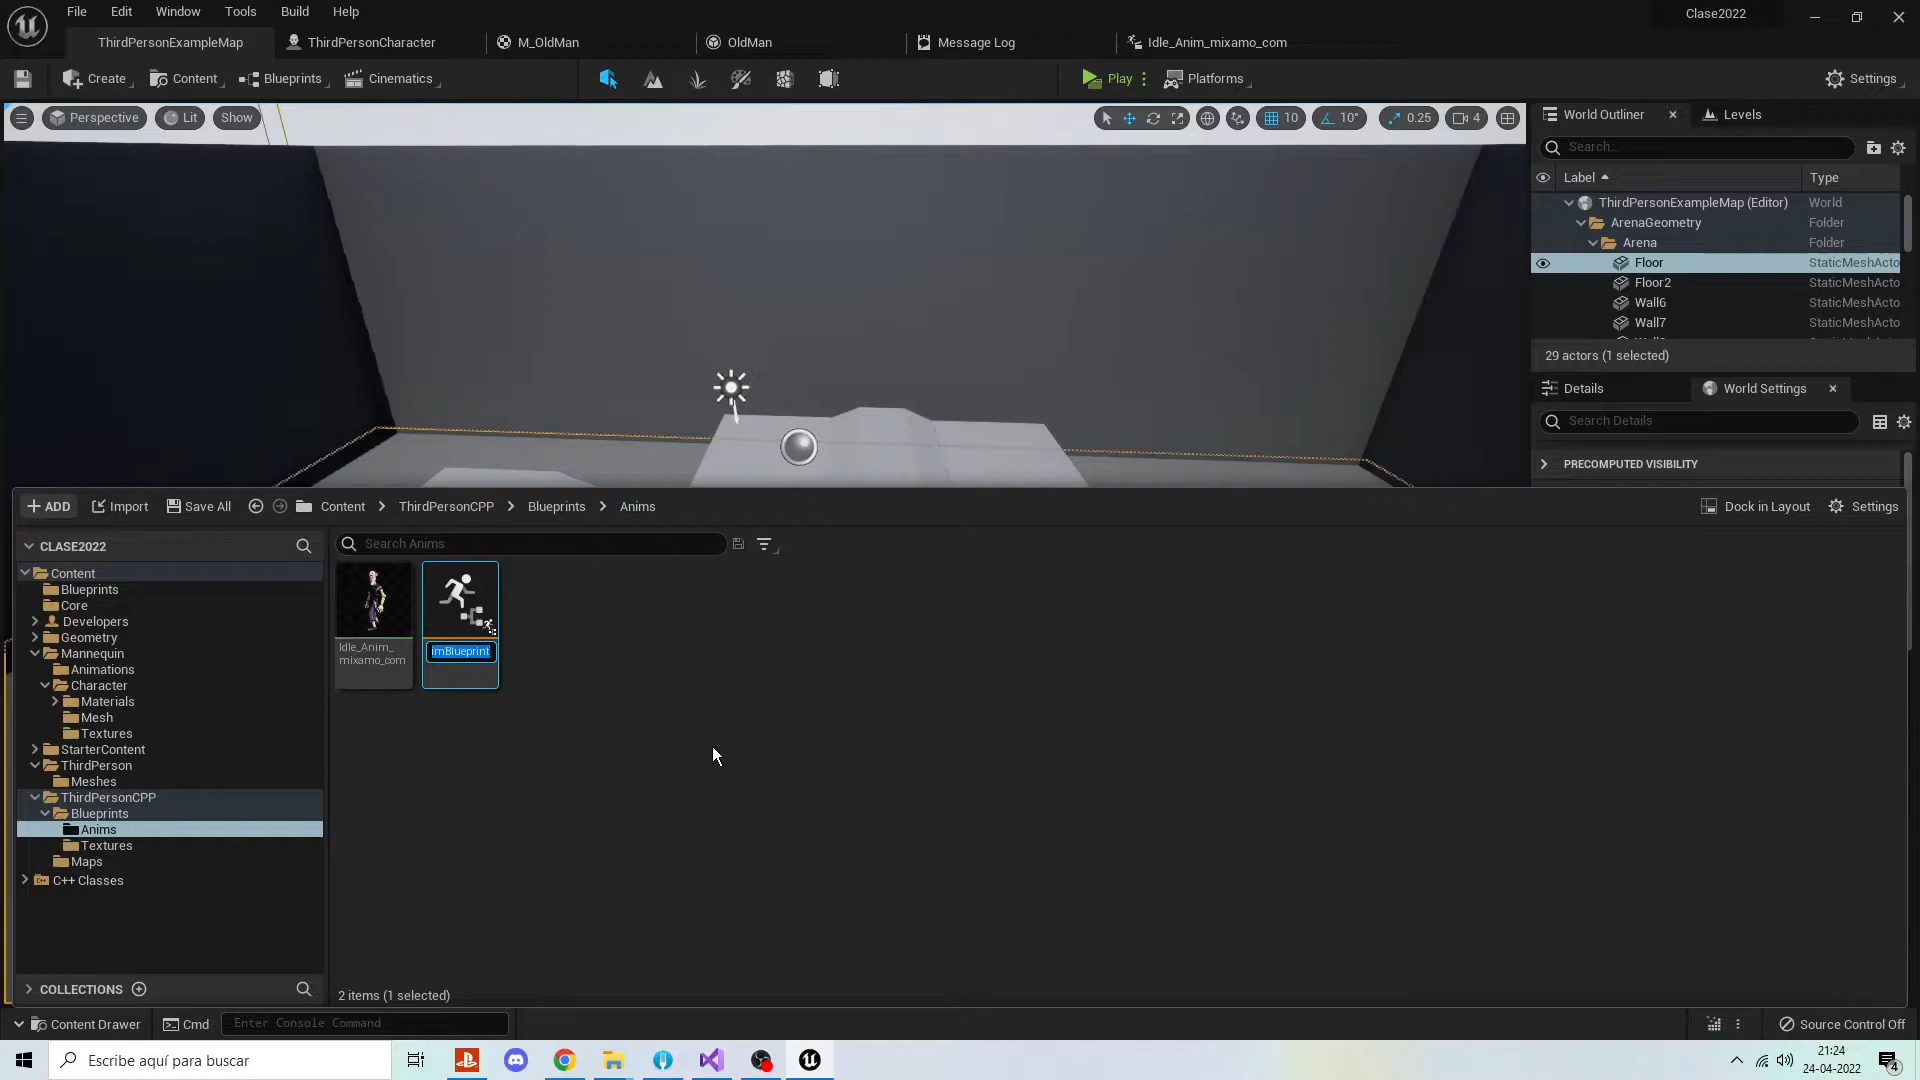 File Edit Window Tools Build Help
Clase2022
ThirdPersonExampleMap ThirdPersonCharacter M_OldMan OldMan Message Log Idle_Anim_mixamo_com
Create Content Blueprints Cinematics Play Platforms Settings
Perspective Lit Show 10 10° 0.25 4
World Outliner Levels
Search...
Label Type
ThirdPersonExampleMap (Editor) World
ArenaGeometry Folder
Arena Folder
Floor StaticMeshActo
Floor2 StaticMeshActo
Wall6 StaticMeshActo
Wall7 StaticMeshActo
29 actors (1 selected)
Details World Settings
Search Details
PRECOMPUTED VISIBILITY
ADD Import Save All Content ThirdPersonCPP Blueprints Anims Dock in Layout Settings
CLASE2022
Search Anims
Content
Blueprints
Core
Developers
Geometry
Mannequin
Animations
Character
Materials
Mesh
Textures
StarterContent
ThirdPerson
Meshes
ThirdPersonCPP
Blueprints
Anims
Textures
Maps
C++ Classes
Idle_Anim_
mixamo_com
mBlueprint
COLLECTIONS
2 items (1 selected)
Content Drawer Cmd Enter Console Command Source Control Off
Escribe aquí para buscar
21:24
24-04-2022
4